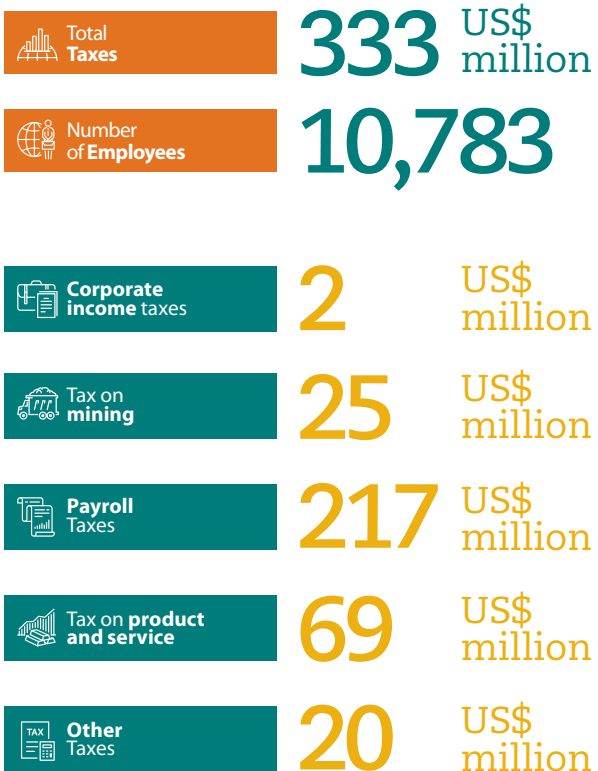 Total
Taxes
333 US$
million
Number
of Employees
10,783
Corporate
income taxes
2 US$
million
Tax on
mining
25 US$
million
Payroll
Taxes
217 US$
million
Tax on product
and service
69 US$
million
TAX
Other
Taxes
20 US$
million